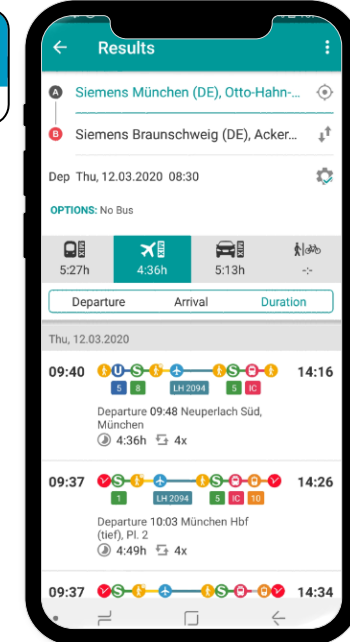 Results
A Siemens München (DE), Otto-Hahn-...
B Siemens Braunschweig (DE), Acker...
Dep Thu, 12.03.2020 08:30
OPTIONS: No Bus
5:27h 4:36h 5:13h -:-
Departure Arrival Duration
Thu, 12.03.2020
09:40 U S S 14:16
5 8 LH 2094 5 IC
Departure 09:48 Neuperlach Süd,
München
4:36h 4x
09:37 S S 14:26
1 LH 2094 5 IC 10
Departure 10:03 München Hbf
(tief), Pl. 2
4:49h 4x
09:37 S S 14:34